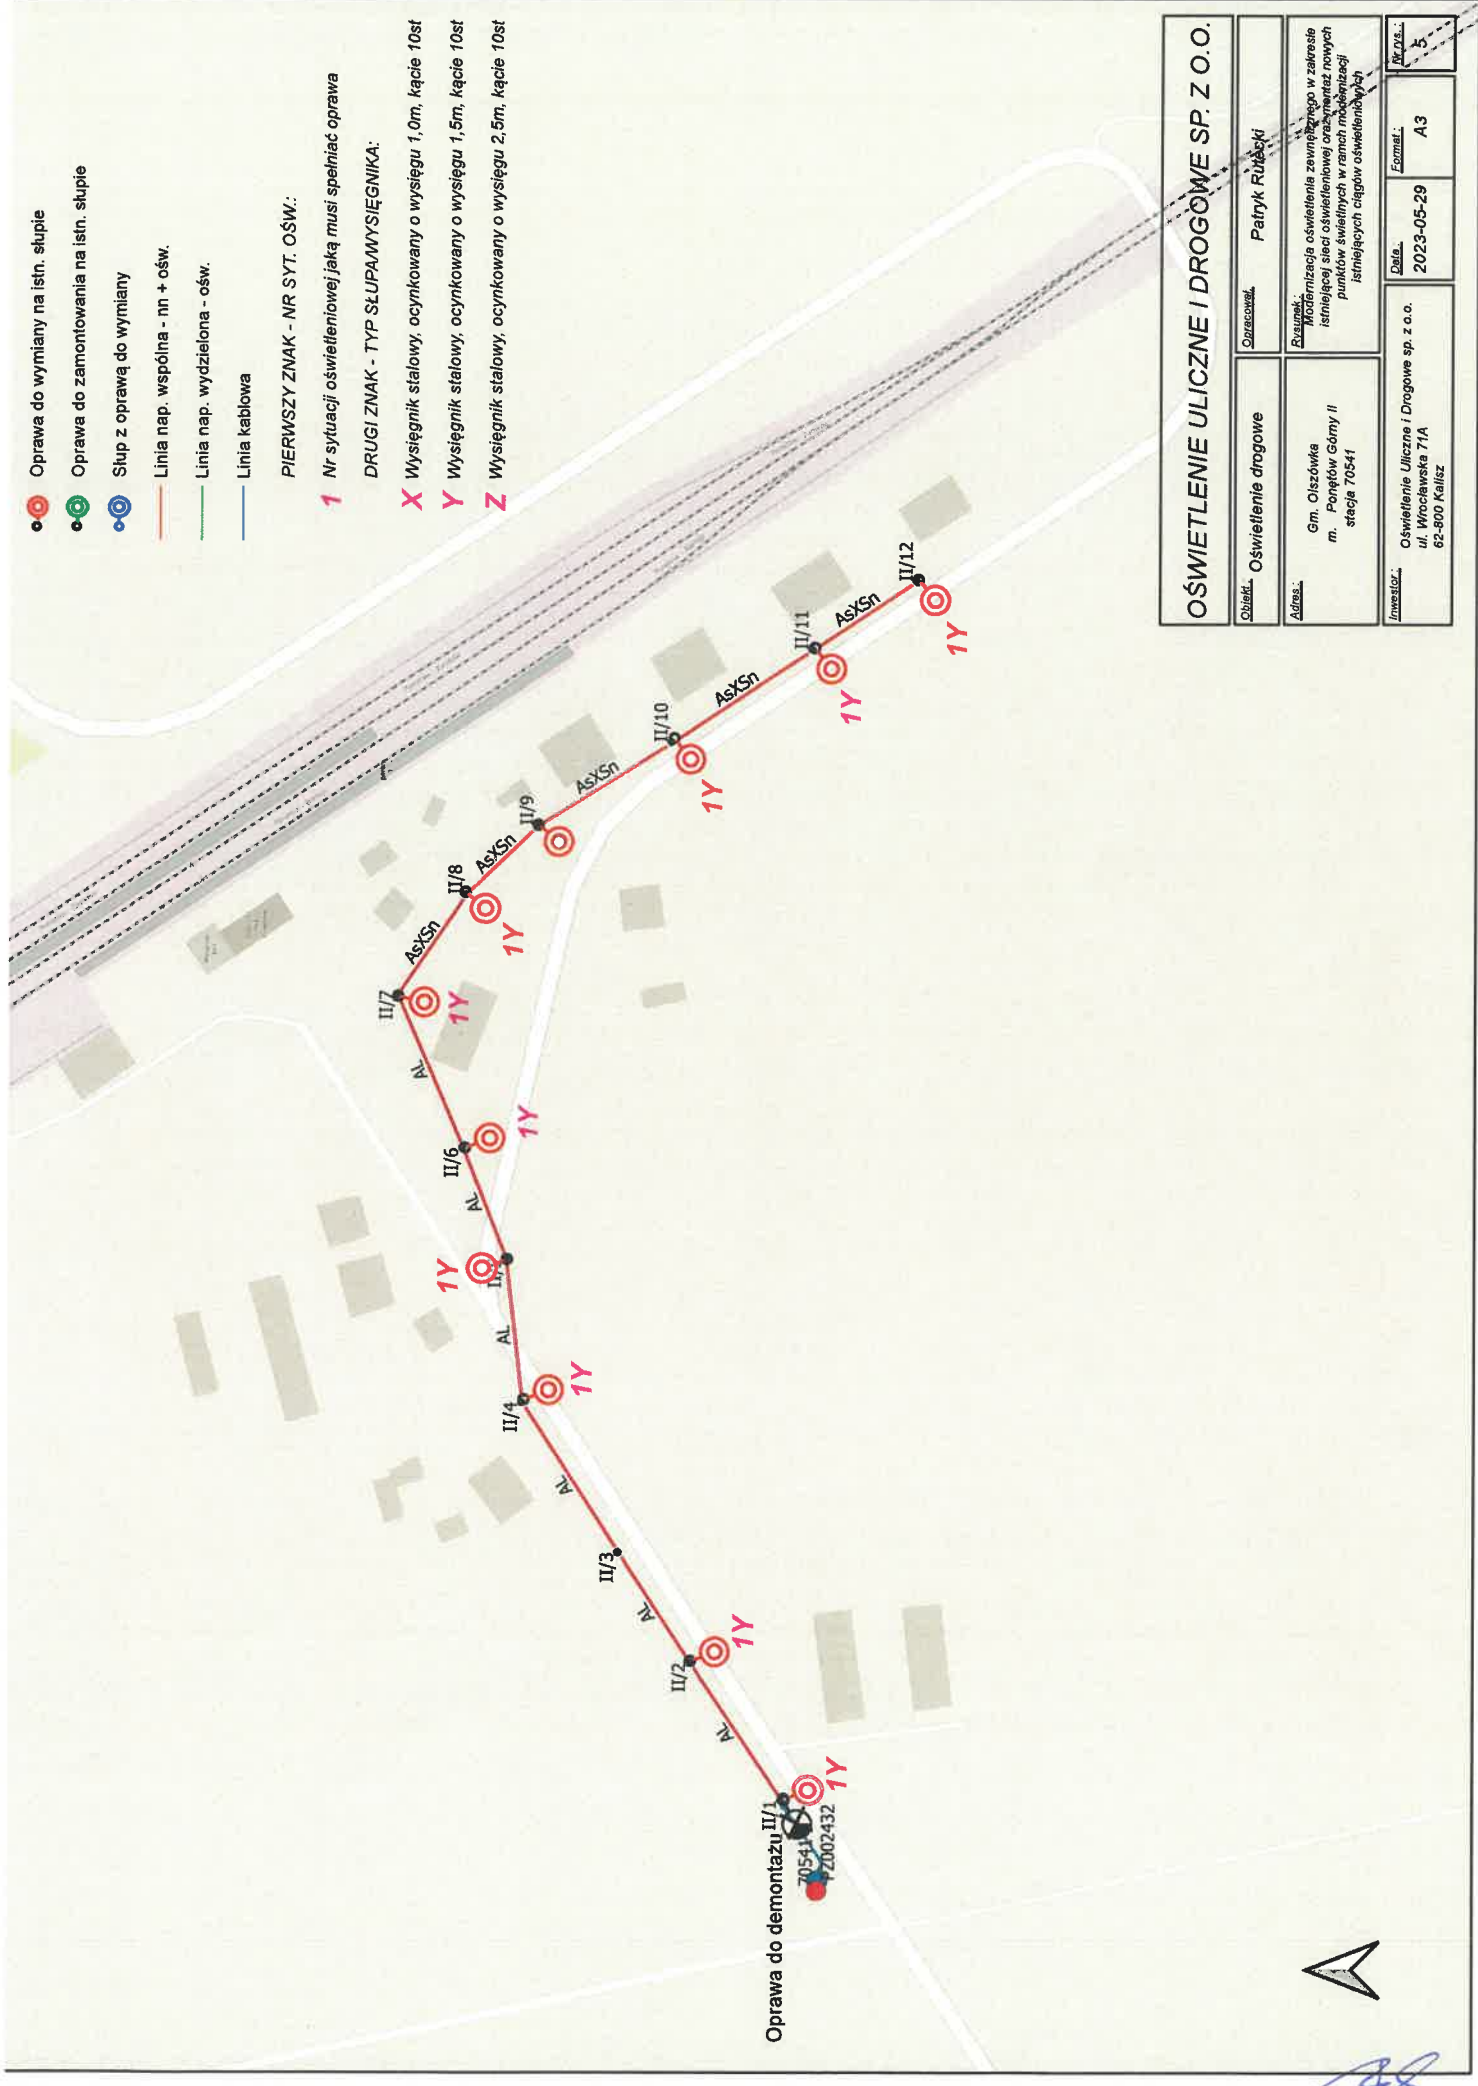 Oprawa do wymiany na istn. słupie
Oprawa do zamontowania na istn. słupie
Słup z oprawą do wymiany
Linia nap. wspólna - nn + ośw.
Linia nap. wydzielona - ośw.
Linia kablowa
PIERWSZY ZNAK - NR SYT. OŚW.:
1 Nr sytuacji oświetleniowej jaką musi spełniać oprawa
DRUGI ZNAK - TYP SŁUPA/WYSIĘGNIKA:
X Wysięgnik stalowy, ocynkowany o wysięgu 1,0m, kącie 10st
Y Wysięgnik stalowy, ocynkowany o wysięgu 1,5m, kącie 10st
Z Wysięgnik stalowy, ocynkowany o wysięgu 2,5m, kącie 10st
Oprawa do demontażu
70541
PZ002432
II/1
1Y
AL
II/2
1Y
AL
II/3
AL
II/4
1Y
AL
1Y
AL
II/6
1Y
AL
II/7
1Y
AsXSn
II/8
1Y
AsXSn
II/9
AsXSn
II/10
1Y
AsXSn
II/11
1Y
AsXSn
II/12
1Y
OŚWIETLENIE ULICZNE I DROGOWE SP. Z O.O.
Obiekt: Oświetlenie drogowe
Opracował: Patryk Rutecki
Adres:
Gm. Olszówka
m. Ponętów Górny II
stacja 70541
Rysunek:
Modernizacja oświetlenia zewnętrznego w zakresie
istniejącej sieci oświetleniowej oraz montaż nowych
punktów świetlnych w ramach modernizacji
istniejących ciągów oświetleniowych
Inwestor:
Oświetlenie Uliczne i Drogowe sp. z o.o.
ul. Wrocławska 71A
62-800 Kalisz
Data:
2023-05-29
Format:
A3
Nr rys.:
5